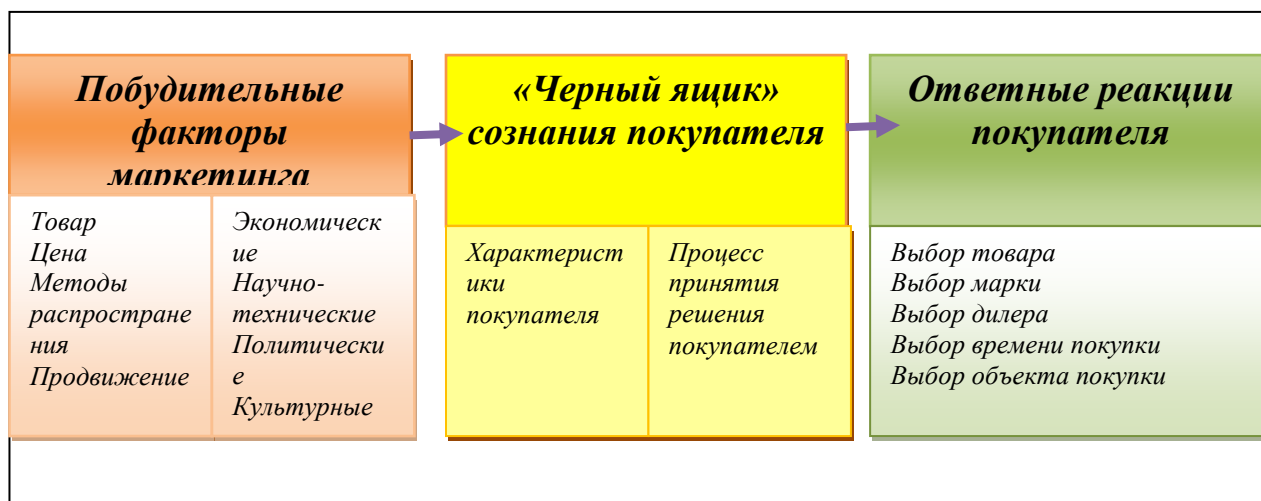 Побудительные
факторы
маркетинга
Товар
Цена
Методы
распростране
ния
Продвижение
Экономическ
ие
Научно-
технические
Политически
е
Культурные
«Черный ящик»
сознания покупателя
Характерист
ики
покупателя
Процесс
принятия
решения
покупателем
Ответные реакции
покупателя
Выбор товара
Выбор марки
Выбор дилера
Выбор времени покупки
Выбор объекта покупки